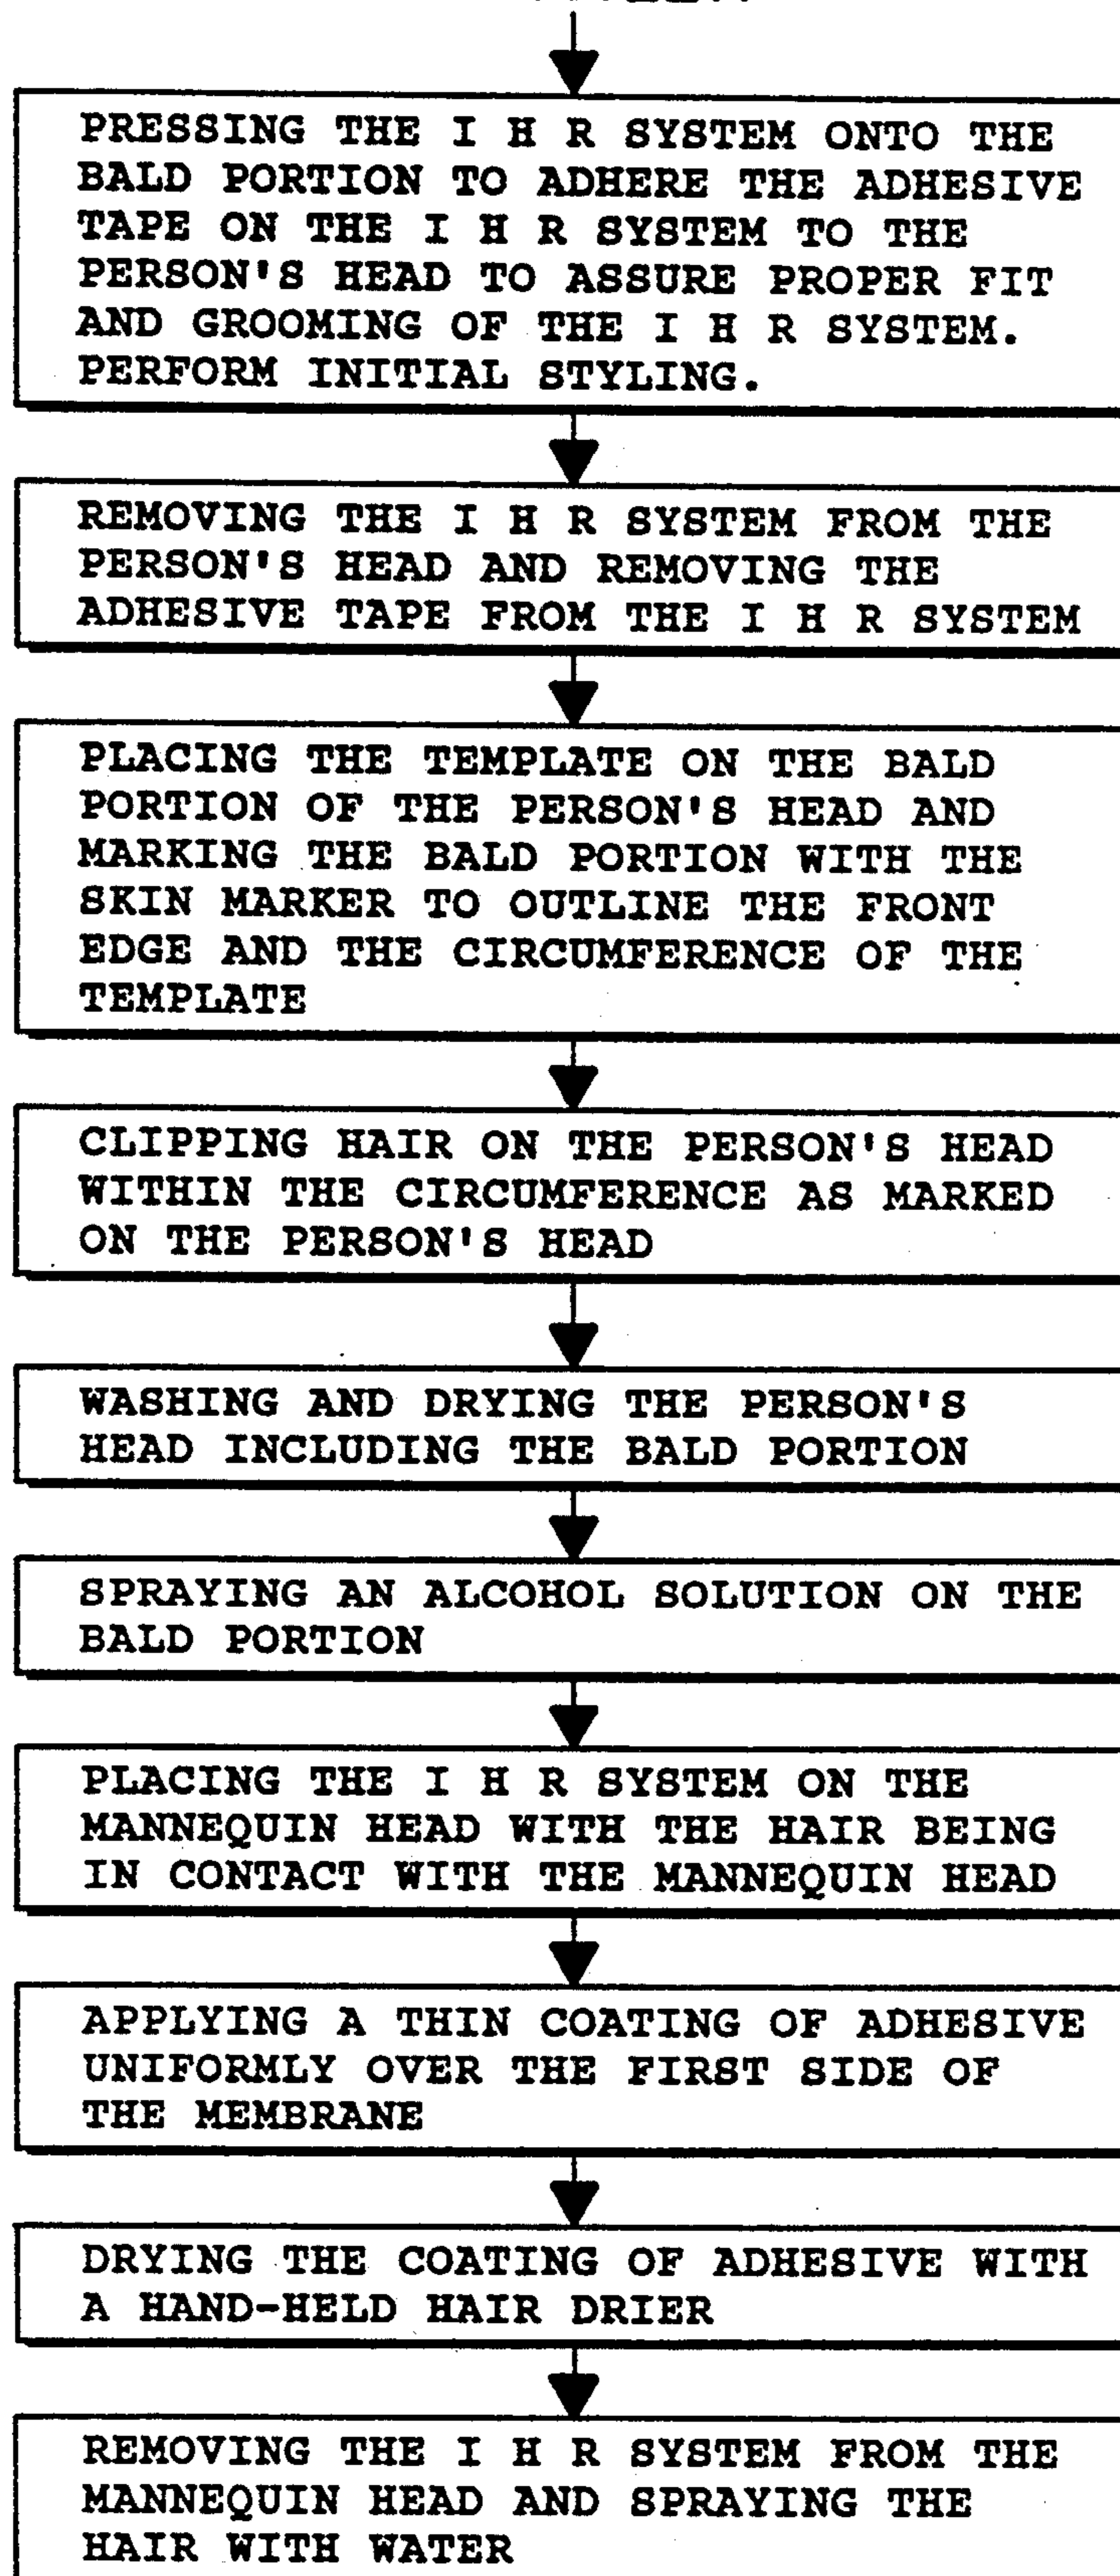 PRESSING THE I H R SYSTEM ONTO THE
BALD PORTION TO ADHERE THE ADHESIVE
TAPE ON THE I H R SYSTEM TO THE
PERSON'S HEAD TO ASSURE PROPER FIT
AND GROOMING OF THE I H R SYSTEM.
PERFORM INITIAL STYLING.
REMOVING THE I H R SYSTEM FROM THE
PERSON'S HEAD AND REMOVING THE
ADHESIVE TAPE FROM THE I H R SYSTEM
PLACING THE TEMPLATE ON THE BALD
PORTION OF THE PERSON'S HEAD AND
MARKING THE BALD PORTION WITH THE
SKIN MARKER TO OUTLINE THE FRONT
EDGE AND THE CIRCUMFERENCE OF THE
TEMPLATE
CLIPPING HAIR ON THE PERSON'S HEAD
WITHIN THE CIRCUMFERENCE AS MARKED
ON THE PERSON'S HEAD
WASHING AND DRYING THE PERSON'S
HEAD INCLUDING THE BALD PORTION
SPRAYING AN ALCOHOL SOLUTION ON THE
BALD PORTION
PLACING THE I H R SYSTEM ON THE
MANNEQUIN HEAD WITH THE HAIR BEING
IN CONTACT WITH THE MANNEQUIN HEAD
APPLYING A THIN COATING OF ADHESIVE
UNIFORMLY OVER THE FIRST SIDE OF
THE MEMBRANE
DRYING THE COATING OF ADHESIVE WITH
A HAND-HELD HAIR DRIER
REMOVING THE I H R SYSTEM FROM THE
MANNEQUIN HEAD AND SPRAYING THE
HAIR WITH WATER